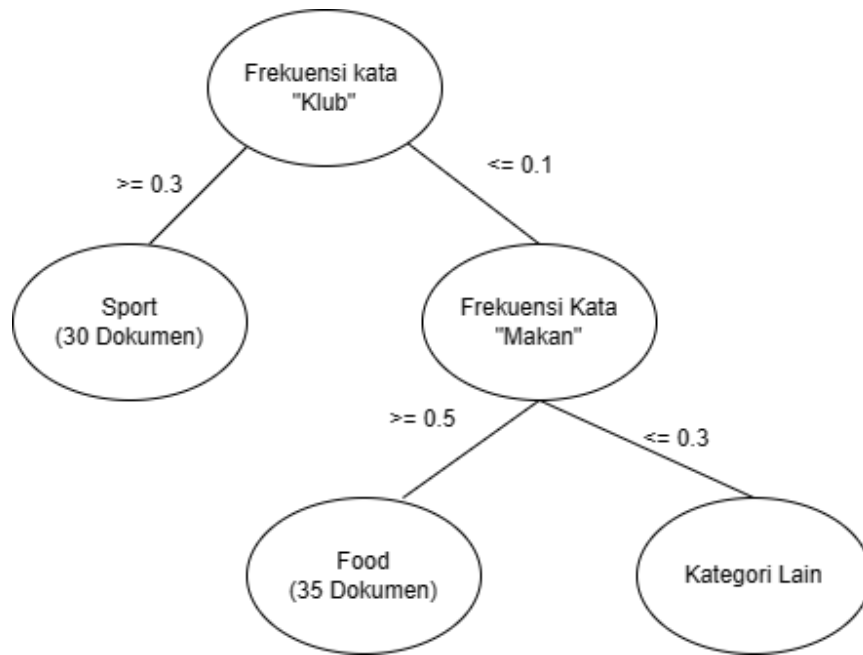 Frekuensi kata
"Klub"
>= 0.3
<= 0.1
Sport
(30 Dokumen)
Frekuensi Kata
"Makan"
>= 0.5
<= 0.3
Food
(35 Dokumen)
Kategori Lain